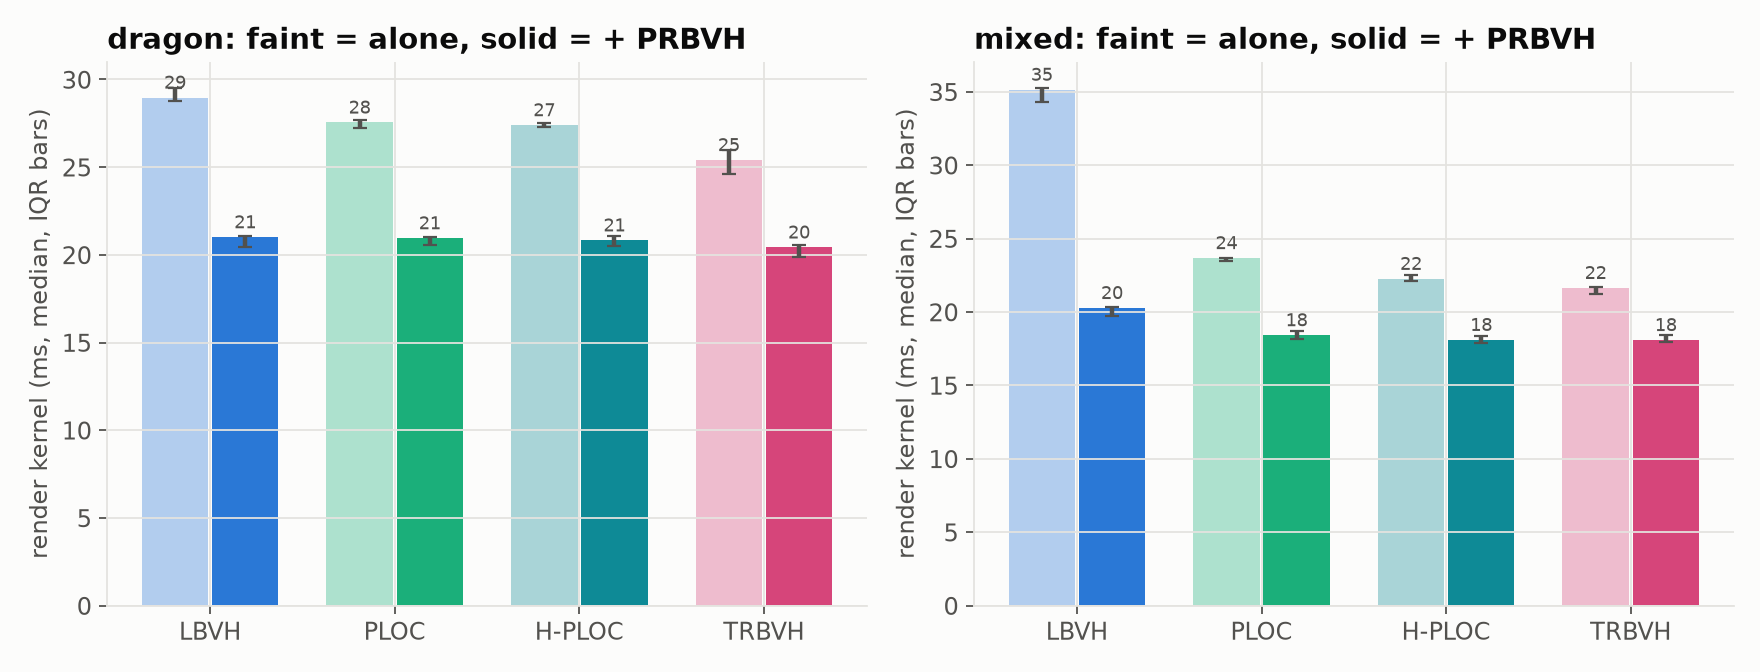 dragon: faint = alone, solid = + PRBVH
render kernel (ms, median, IQR bars)
30
25
20
15
10
5
0
29
21
28
21
27
21
25
20
LBVH
PLOC
H-PLOC
TRBVH
mixed: faint = alone, solid = + PRBVH
render kernel (ms, median, IQR bars)
35
30
25
20
15
10
5
0
35
20
24
18
22
18
22
18
LBVH
PLOC
H-PLOC
TRBVH